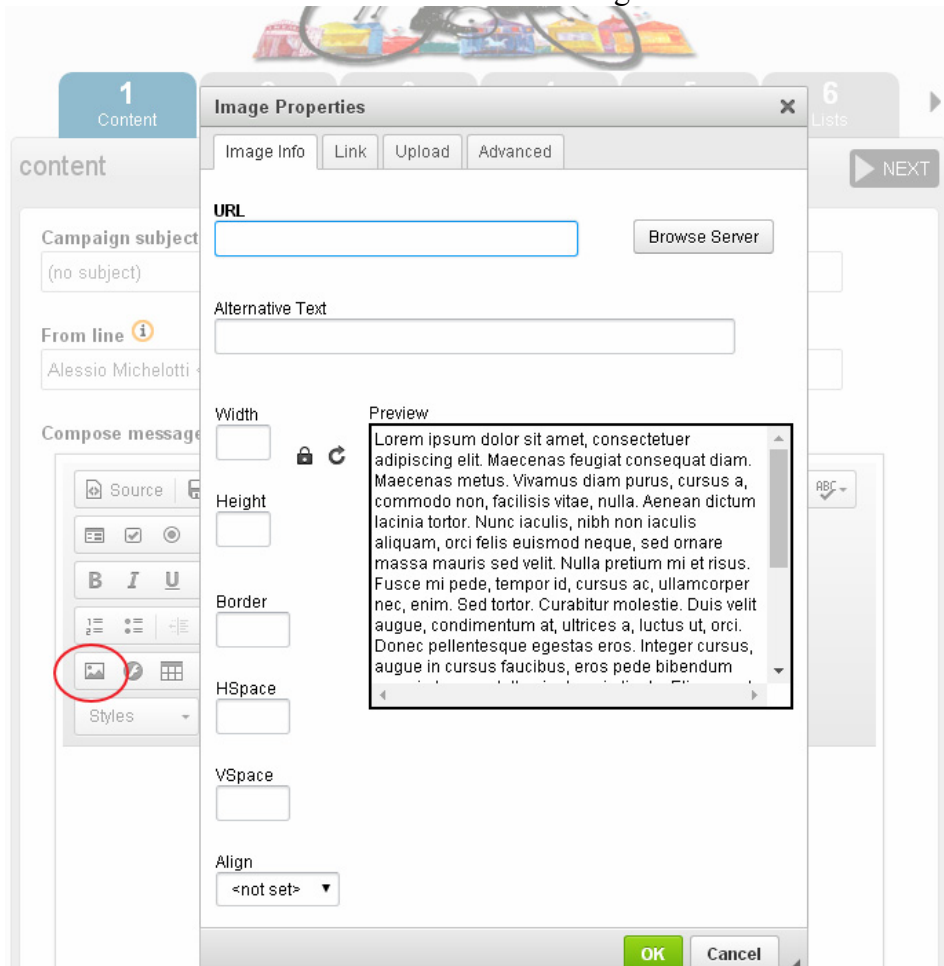 1
Content
6
Lists
content
NEXT
Campaign subject
(no subject)
From line
Alessio Michelotti <
Compose message
Source
ABC
B I U
Styles
Image Properties
Image Info Link Upload Advanced
URL
Browse Server
Alternative Text
Width
Preview
Lorem ipsum dolor sit amet, consectetuer
adipiscing elit. Maecenas feugiat consequat diam.
Maecenas metus. Vivamus diam purus, cursus a,
commodo non, facilisis vitae, nulla. Aenean dictum
lacinia tortor. Nunc iaculis, nibh non iaculis
aliquam, orci felis euismod neque, sed ornare
massa mauris sed velit. Nulla pretium mi et risus.
Fusce mi pede, tempor id, cursus ac, ullamcorper
nec, enim. Sed tortor. Curabitur molestie. Duis velit
augue, condimentum at, ultrices a, luctus ut, orci.
Donec pellentesque egestas eros. Integer cursus,
augue in cursus faucibus, eros pede bibendum
Height
Border
HSpace
VSpace
Align
<not set>
OK Cancel